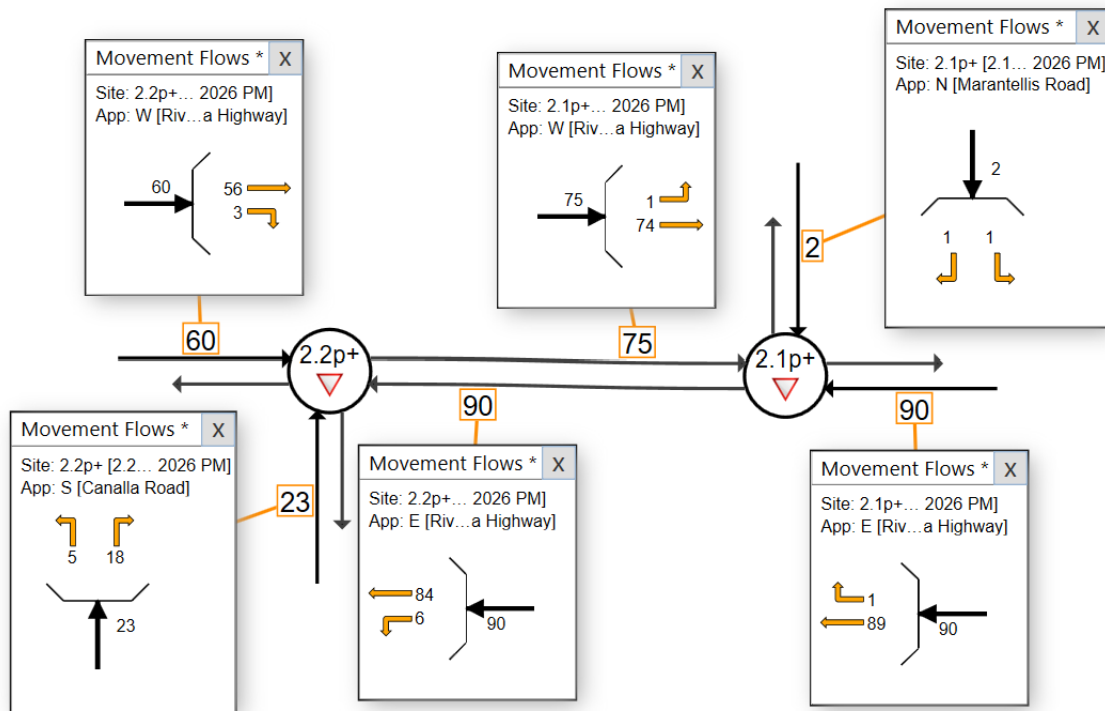 Movement Flows * X
Site: 2.2p+... 2026 PM]
App: W [Riv...a Highway]
60
56
3
Movement Flows * X
Site: 2.1p+... 2026 PM]
App: W [Riv...a Highway]
75
1
74
Movement Flows * X
Site: 2.1p+ [2.1... 2026 PM]
App: N [Marantellis Road]
2
1 1
2
60
75
2.2p+
2.1p+
90
90
23
Movement Flows * X
Site: 2.2p+ [2.2... 2026 PM]
App: S [Canalla Road]
5 18
23
Movement Flows * X
Site: 2.2p+... 2026 PM]
App: E [Riv...a Highway]
84
6
90
Movement Flows * X
Site: 2.1p+... 2026 PM]
App: E [Riv...a Highway]
1
89
90